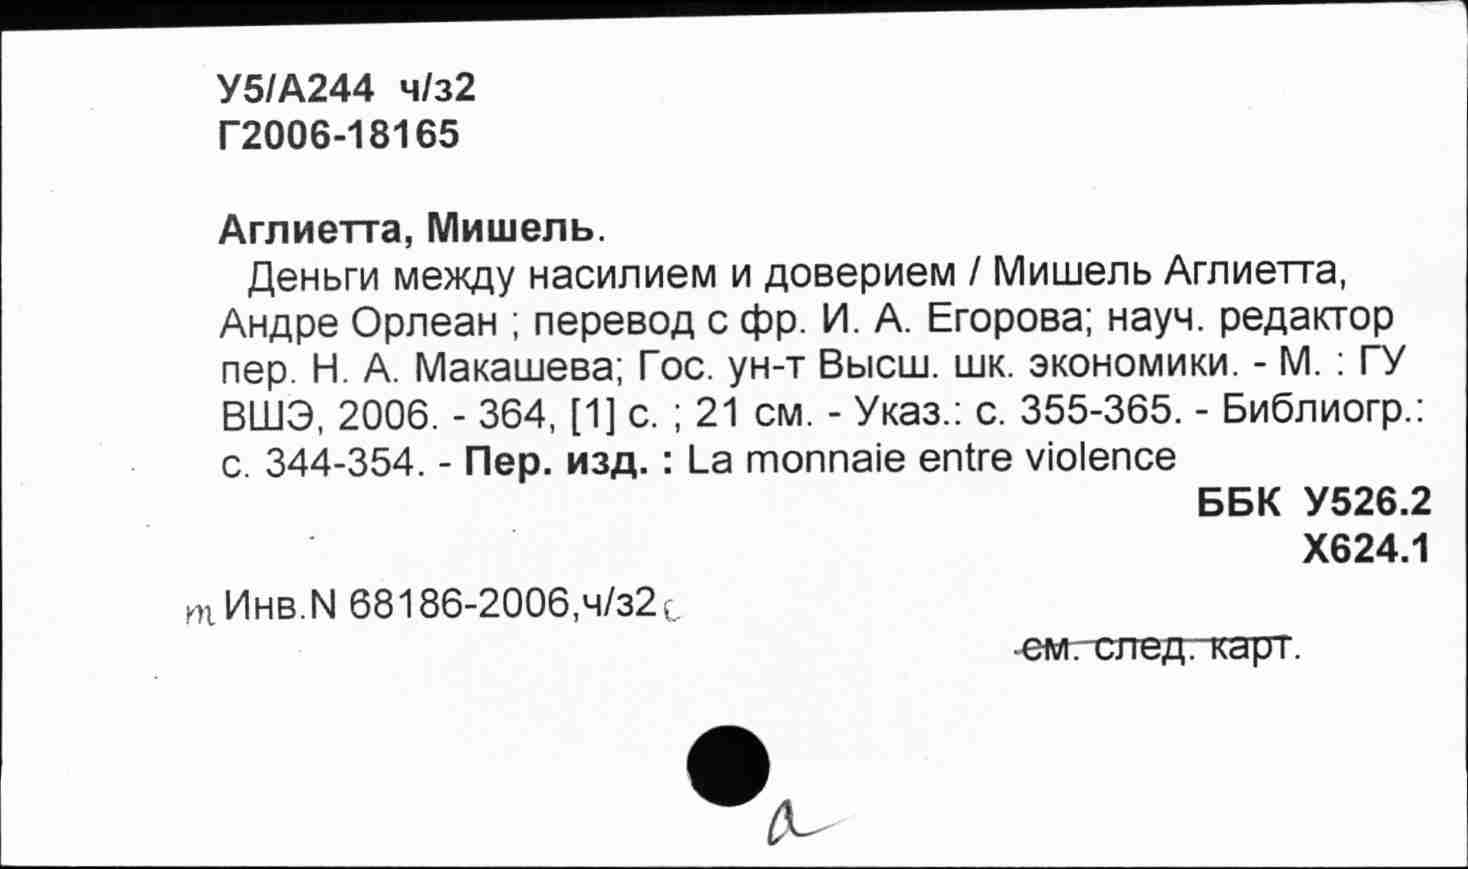 У5/А244 ч/з2
Г2006-18165
Аглиетта, Мишель.
Деньги между насилием и доверием / Мишель Аглиетта,
Андре Орлеан ; перевод с фр. И. А. Егорова; науч. редактор
пер. Н. А. Макашева; Гос. ун-т Высш. шк. экономики. - М. : ГУ
ВШЭ, 2006. - 364, [1] с. ; 21 см. - Указ.: с. 355-365. - Библиогр.:
с. 344-354. - Пер. изд. : La monnaie entre violence
ББК У526.2
Х624.1
т Инв.N 68186-2006,ч/з2 с
см. след. карт.
а